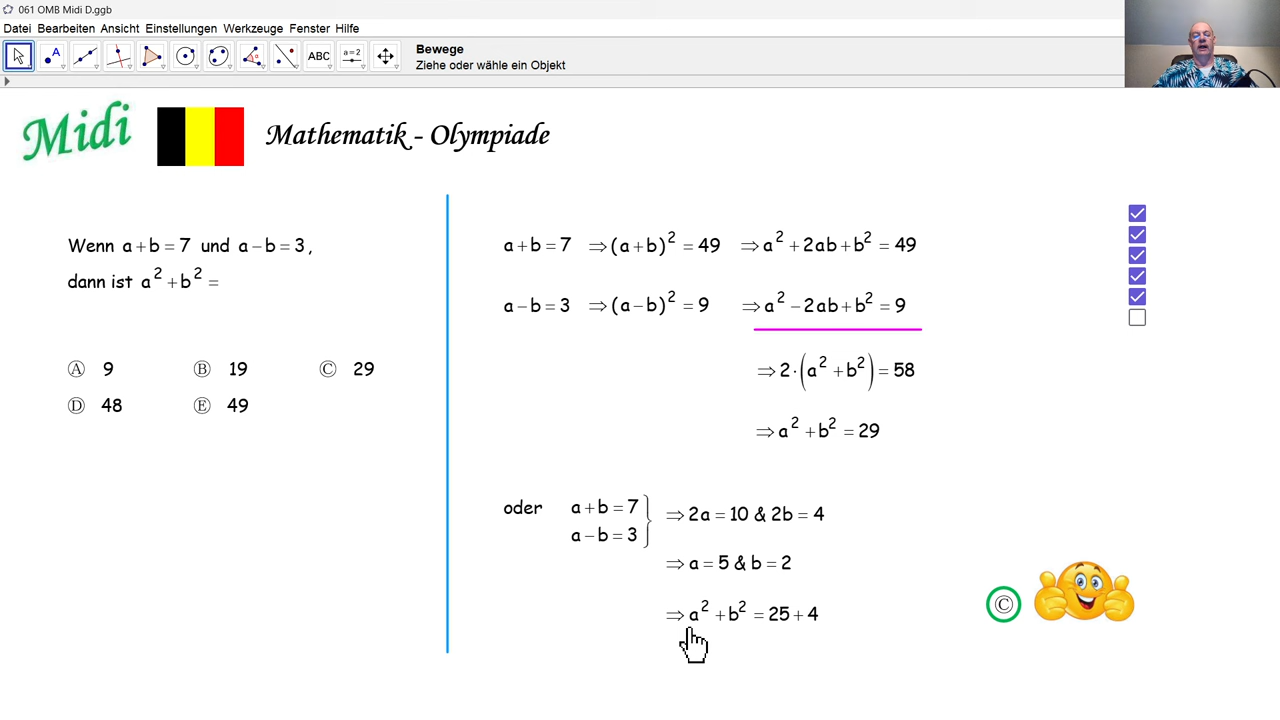 061 OMB Midi D.ggb
Datei Bearbeiten Ansicht Einstellungen Werkzeuge Fenster Hilfe
A ABC a=2
Bewege
Ziehe oder wähle ein Objekt
Midi
Mathematik - Olympiade
Wenn a + b = 7 und a − b = 3,
dann ist a² + b² =
Ⓐ 9 Ⓑ 19 Ⓒ 29
Ⓓ 48 Ⓔ 49
a + b = 7 ⇒ (a + b)² = 49 ⇒ a² + 2ab + b² = 49
a − b = 3 ⇒ (a − b)² = 9 ⇒ a² − 2ab + b² = 9
⇒ 2 · (a² + b²) = 58
⇒ a² + b² = 29
oder a + b = 7
a − b = 3 } ⇒ 2a = 10 & 2b = 4
⇒ a = 5 & b = 2
⇒ a² + b² = 25 + 4
Ⓒ